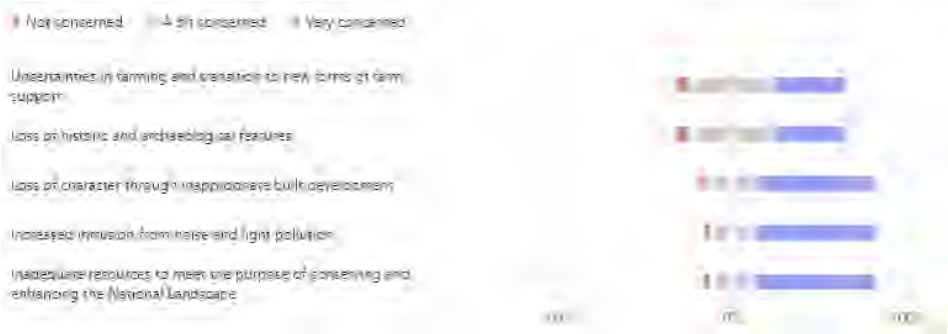 Not concerned A bit concerned Very concerned
Uncertainties in farming and transition to new forms of farm
support
Loss of historic and archaeological features
Loss of character through inappropriate built development
Increased intrusion from noise and light pollution
Inadequate resources to meet the purpose of conserving and
enhancing the National Landscape